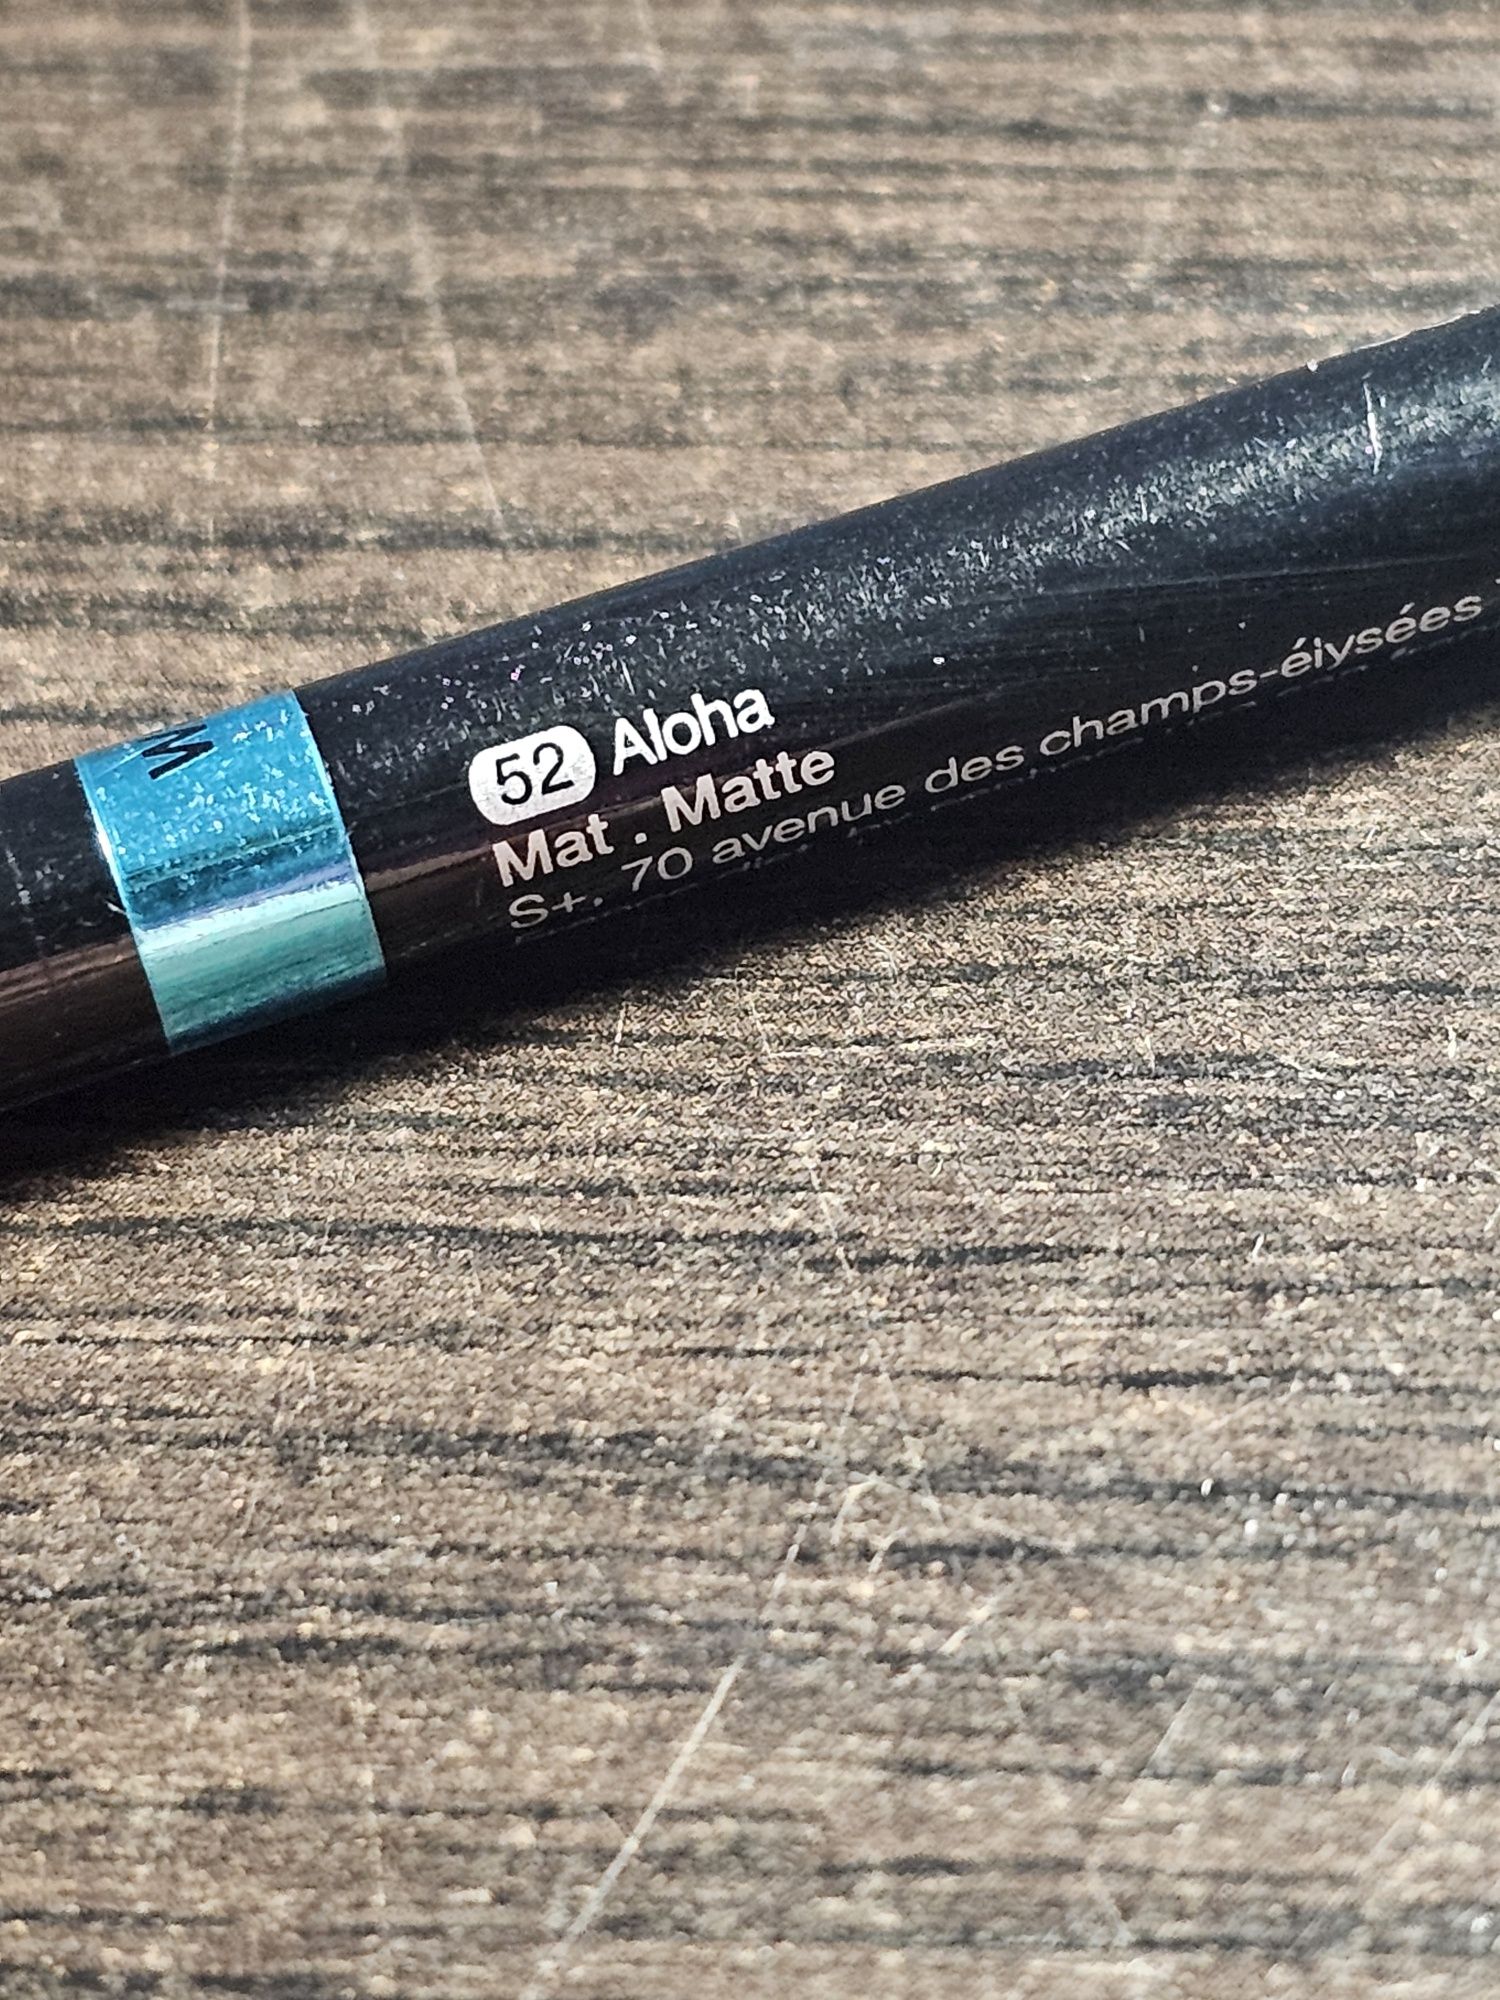 M
52 Aloha
Mat . Matte
S+. 70 avenue des champs-élysées